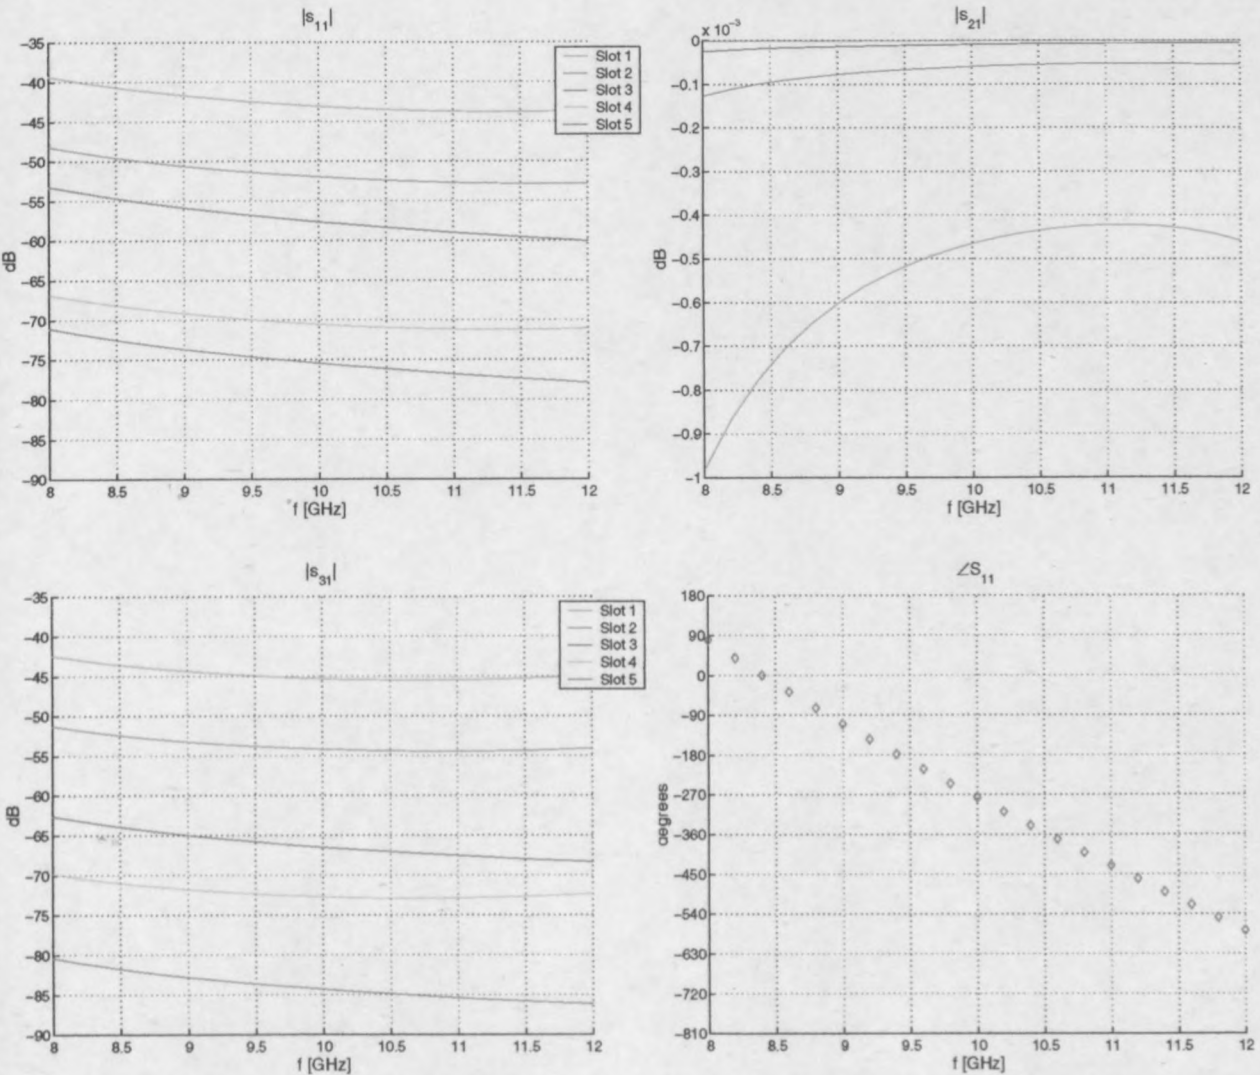 |s11|
-35
-40
-45
-50
-55
-60
-65
-70
-75
-80
-85
-90
dB
8 8.5 9 9.5 10 10.5 11 11.5 12
f [GHz]
Slot 1
Slot 2
Slot 3
Slot 4
Slot 5
|s21|
x 10-3
0
-0.1
-0.2
-0.3
-0.4
-0.5
-0.6
-0.7
-0.8
-0.9
-1
dB
8 8.5 9 9.5 10 10.5 11 11.5 12
f [GHz]
|s31|
-35
-40
-45
-50
-55
-60
-65
-70
-75
-80
-85
-90
dB
8 8.5 9 9.5 10 10.5 11 11.5 12
f [GHz]
Slot 1
Slot 2
Slot 3
Slot 4
Slot 5
∠S11
180
90
0
-90
-180
-270
-360
-450
-540
-630
-720
-810
degrees
8 8.5 9 9.5 10 10.5 11 11.5 12
f [GHz]